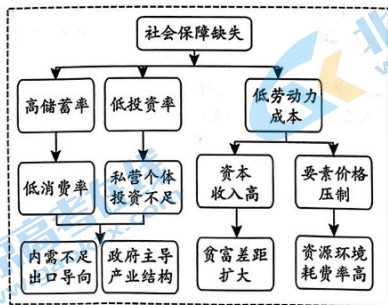 社会保障缺失
高储蓄率
低投资率
低劳动力
成本
低消费率
私营个体
投资不足
资本
收入高
要素价格
压制
内需不足
出口导向
政府主导
产业结构
贫富差距
扩大
资源环境
耗费率高